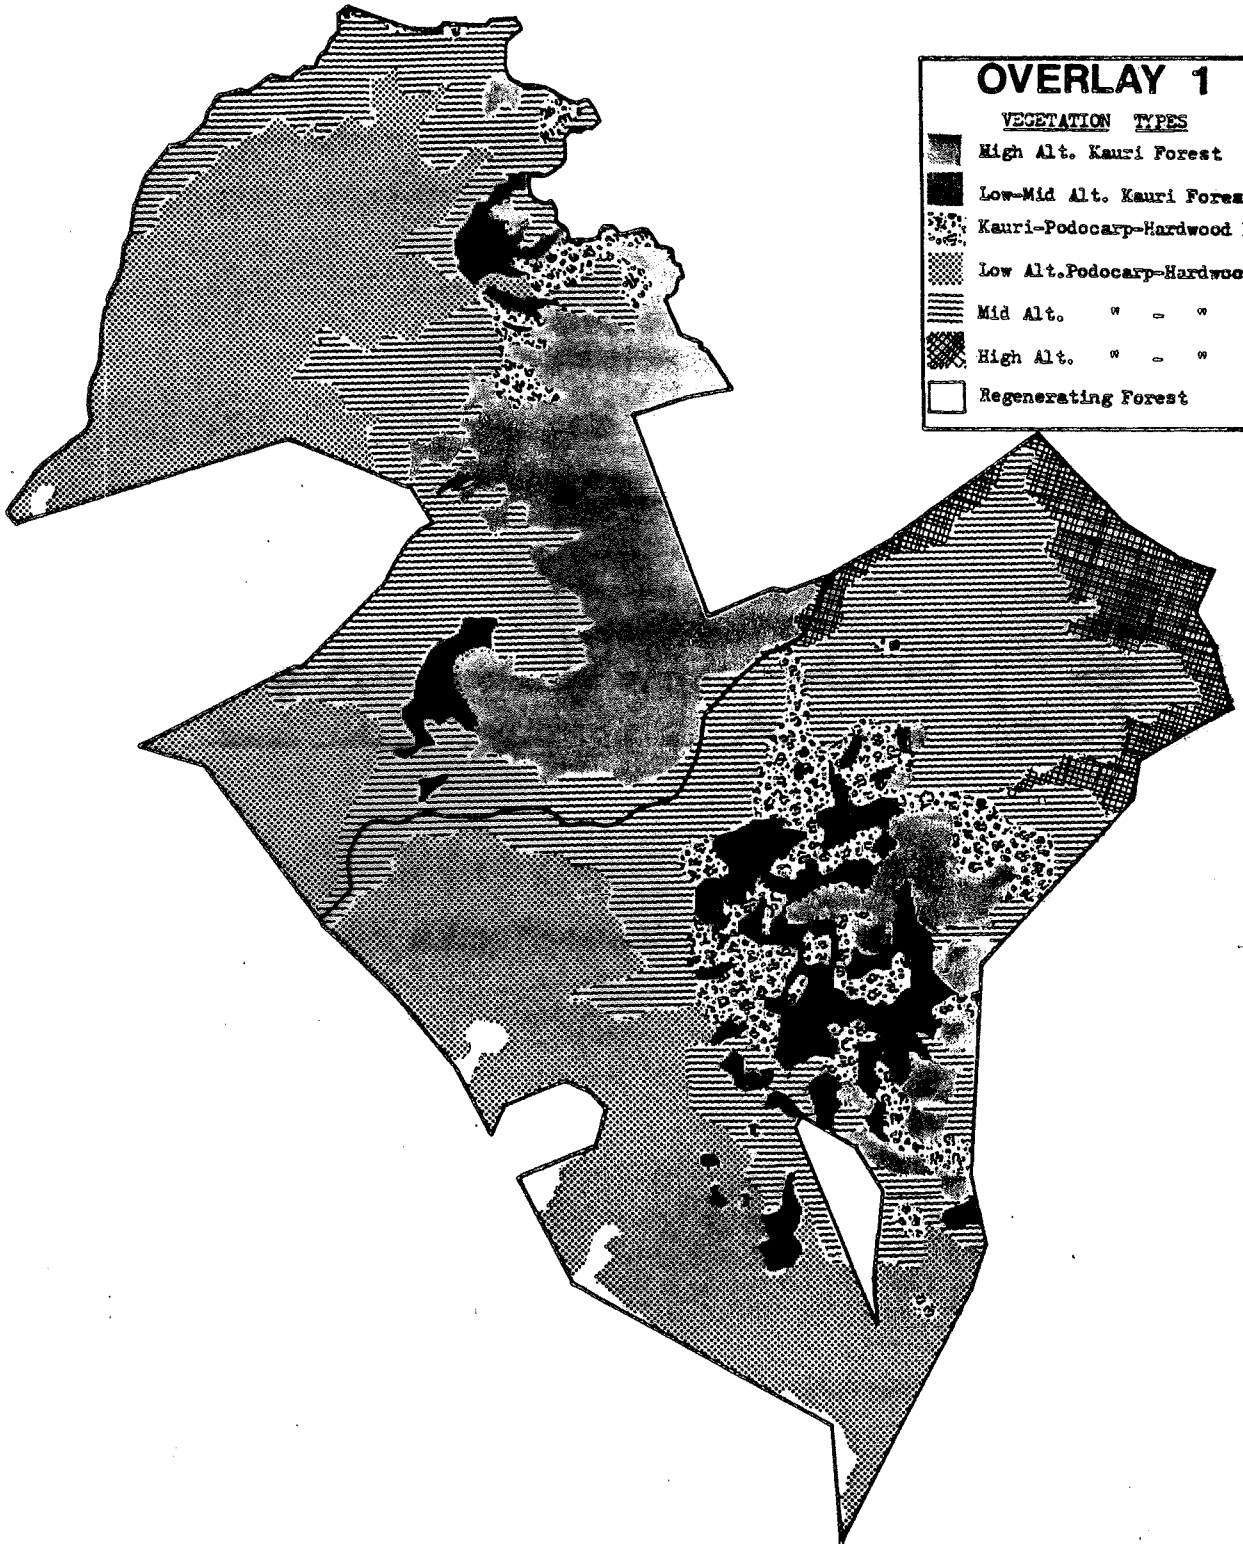 OVERLAY 1
VEGETATION TYPES
High Alt. Kauri Forest
Low-Mid Alt. Kauri Fores
Kauri-Podocarp-Hardwood
Low Alt.Podocarp-Hardwoo
Mid Alt. " - "
High Alt. " - "
Regenerating Forest